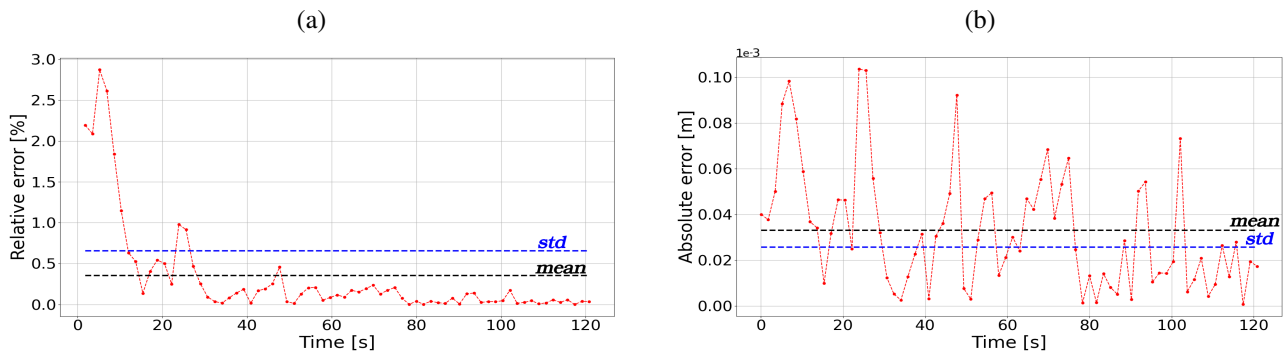 (a)
(b)
Relative error [%]
3.0
2.5
2.0
1.5
1.0
0.5
0.0
std
mean
0 20 40 60 80 100 120
Time [s]
1e-3
Absolute error [m]
0.10
0.08
0.06
0.04
0.02
0.00
mean
std
0 20 40 60 80 100 120
Time [s]